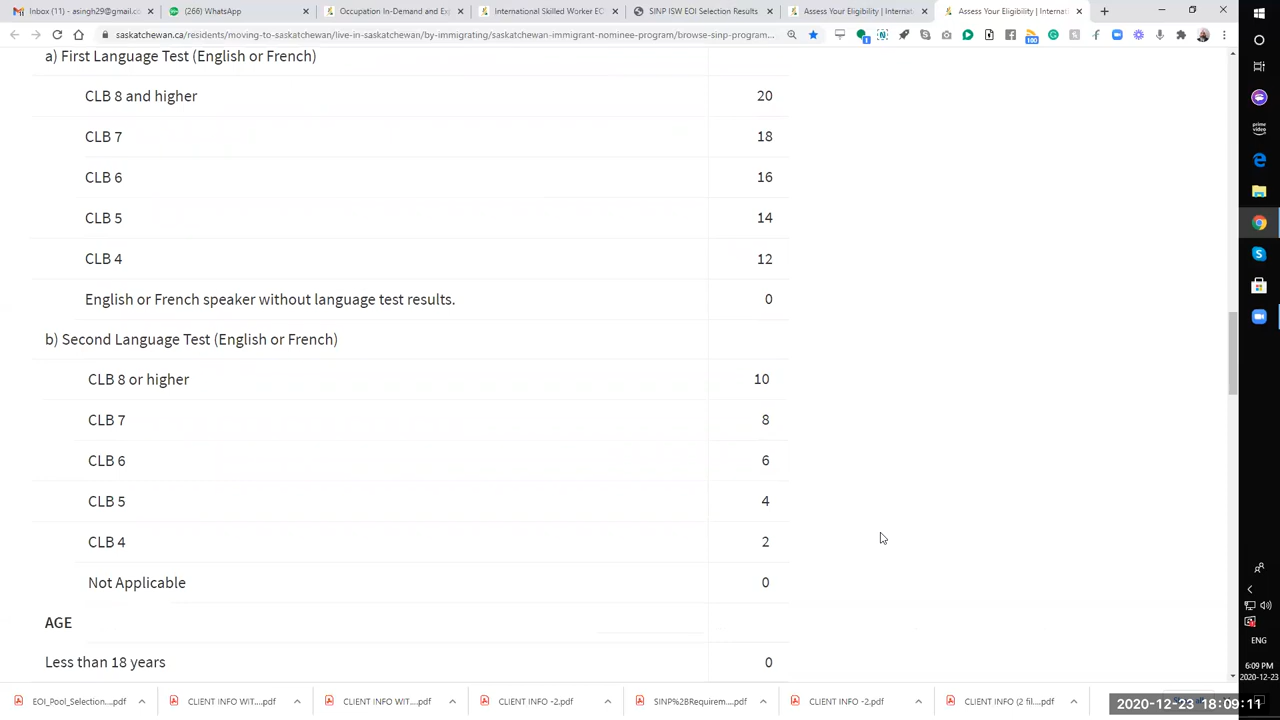 Inbox (11) - asingh29@gmail.co
(266) WhatsApp
Occupation In-Demand and Ex
International Skilled Worker EO
SINP ISW EOI Selection Results
Assess Your Eligibility | Internat
Assess Your Eligibility | Internat
saskatchewan.ca/residents/moving-to-saskatchewan/live-in-saskatchewan/by-immigrating/saskatchewan-immigrant-nominee-program/browse-sinp-program...
a) First Language Test (English or French)
CLB 8 and higher 20
CLB 7 18
CLB 6 16
CLB 5 14
CLB 4 12
English or French speaker without language test results. 0
b) Second Language Test (English or French)
CLB 8 or higher 10
CLB 7 8
CLB 6 6
CLB 5 4
CLB 4 2
Not Applicable 0
AGE
Less than 18 years 0
prime video
ENG
6:09 PM
2020-12-23
EOI_Pool_Selection....pdf
CLIENT INFO WIT....pdf
CLIENT INFO WIT....pdf
CLIENT INFO.pdf
SINP%28Requirem....pdf
CLIENT INFO -2.pdf
CLIENT INFO (2 fil....pdf
2020-12-23 18:09:11